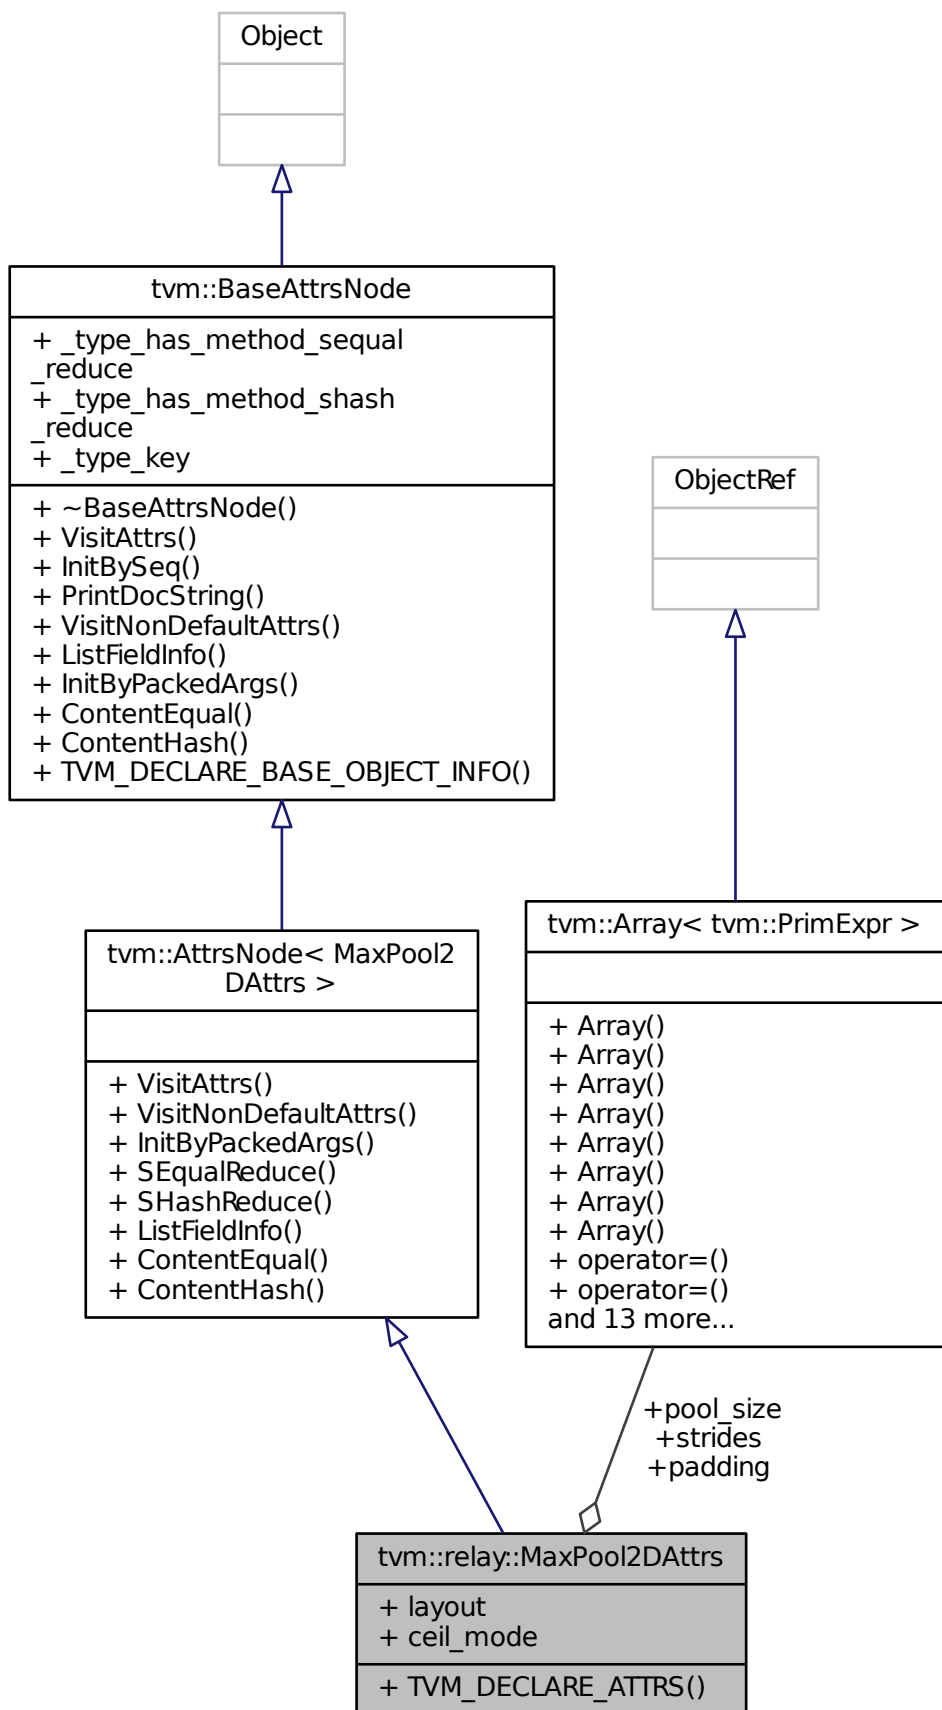 Object
tvm::BaseAttrsNode
+ _type_has_method_sequal
_reduce
+ _type_has_method_shash
_reduce
+ _type_key
+ ~BaseAttrsNode()
+ VisitAttrs()
+ InitBySeq()
+ PrintDocString()
+ VisitNonDefaultAttrs()
+ ListFieldInfo()
+ InitByPackedArgs()
+ ContentEqual()
+ ContentHash()
+ TVM_DECLARE_BASE_OBJECT_INFO()
ObjectRef
tvm::AttrsNode< MaxPool2
DAttrs >
+ VisitAttrs()
+ VisitNonDefaultAttrs()
+ InitByPackedArgs()
+ SEqualReduce()
+ SHashReduce()
+ ListFieldInfo()
+ ContentEqual()
+ ContentHash()
tvm::Array< tvm::PrimExpr >
+ Array()
+ Array()
+ Array()
+ Array()
+ Array()
+ Array()
+ Array()
+ Array()
+ operator=()
+ operator=()
and 13 more...
+pool_size
+strides
+padding
tvm::relay::MaxPool2DAttrs
+ layout
+ ceil_mode
+ TVM_DECLARE_ATTRS()